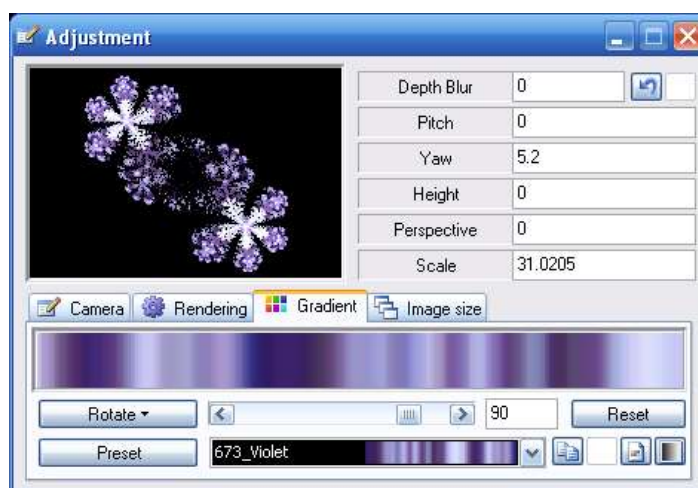 Adjustment
Depth Blur 0
Pitch 0
Yaw 5.2
Height 0
Perspective 0
Scale 31.0205
Camera Rendering Gradient Image size
Rotate 90 Reset
Preset 673_Violet